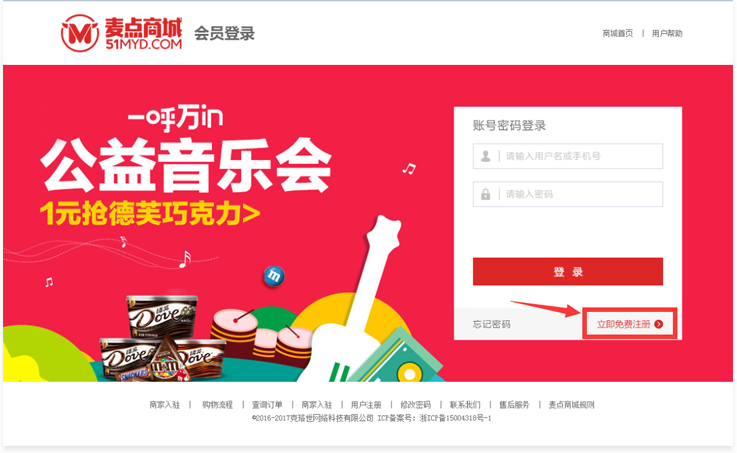 麦点商城
51MYD.COM
会员登录
商城首页 | 用户帮助
一呼万in
公益音乐会
1元抢德芙巧克力>
账号密码登录
请输入用户名或手机号
请输入密码
登 录
忘记密码
立即免费注册
m
德芙
Dove
Dove
Dove
SNICKERS
m&m's
商家入驻 | 购物流程 | 查询订单 | 商家入驻 | 用户注册 | 修改密码 | 联系我们 | 售后服务 | 麦点商城规则
©2016-2017克珞世网络科技有限公司 ICP备案号：浙ICP备15004318号-1